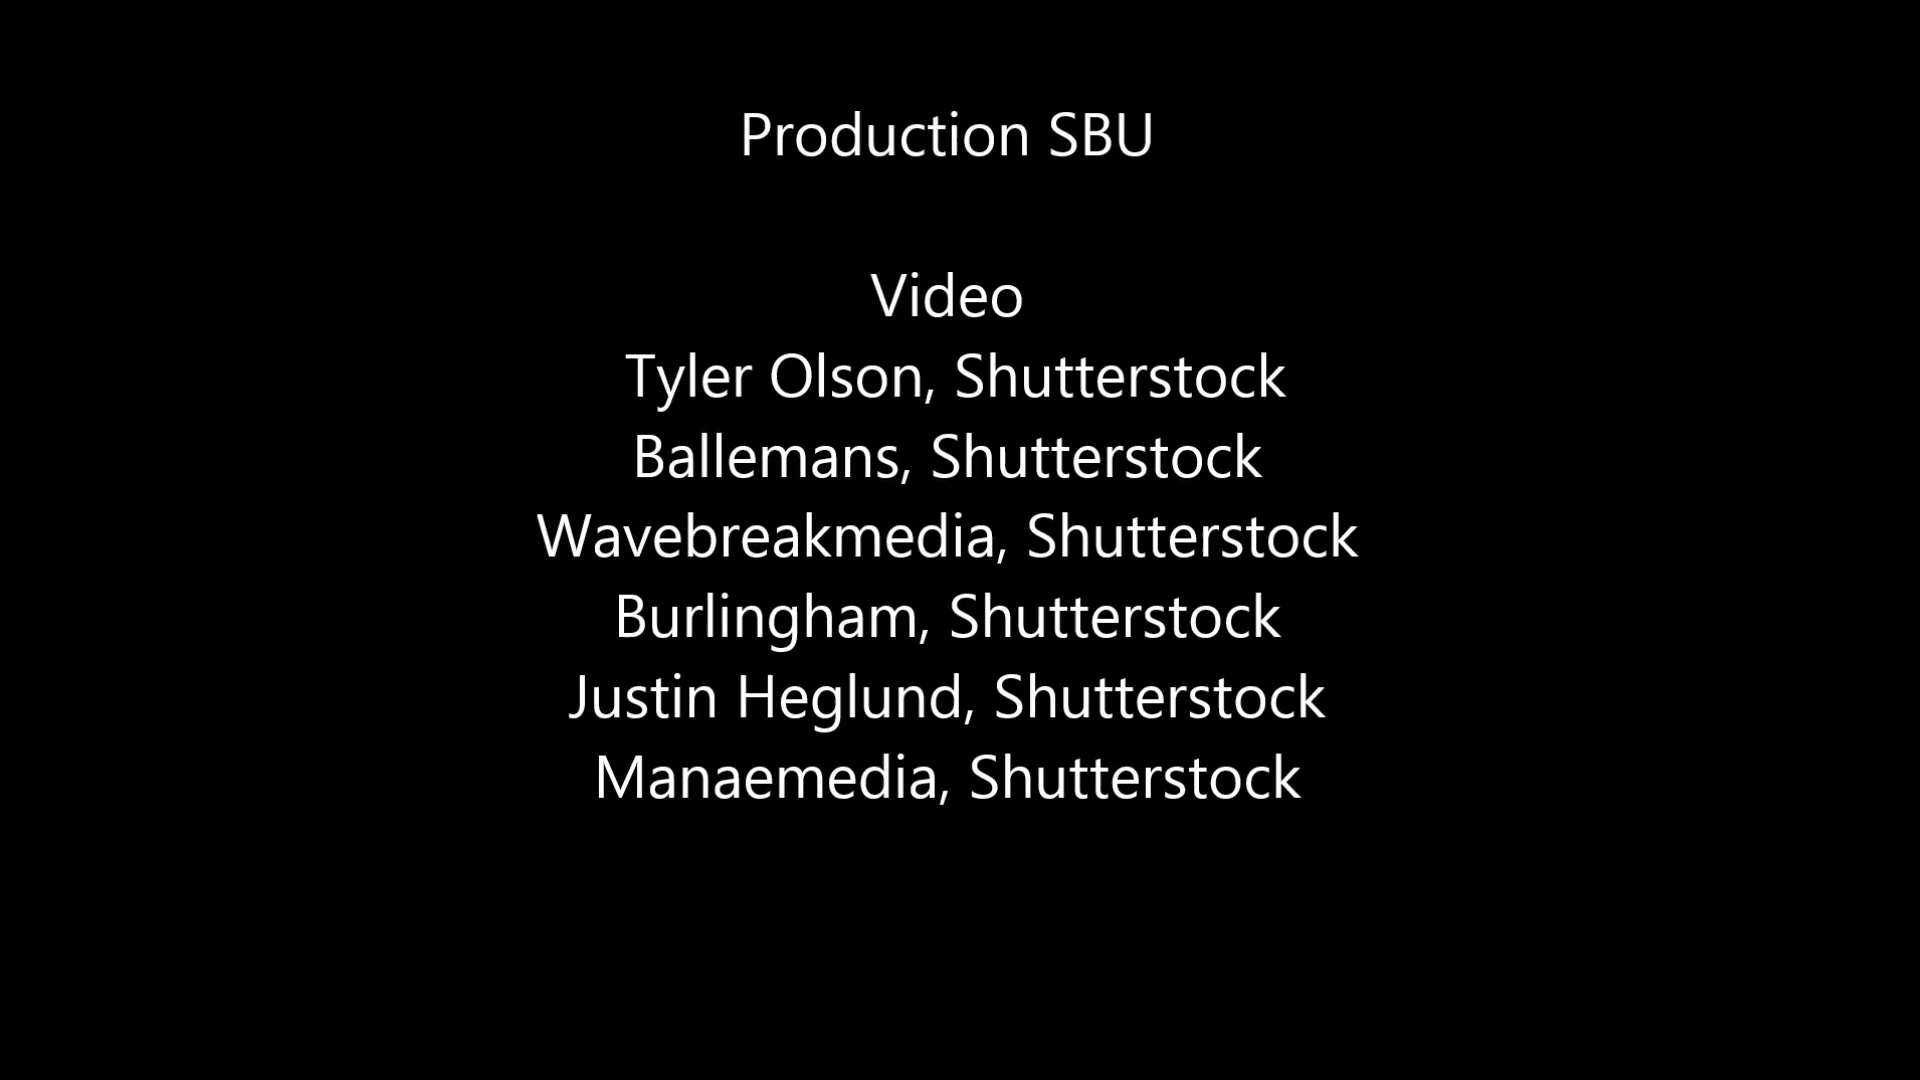 Production SBU
Video
Tyler Olson, Shutterstock
Ballemans, Shutterstock
Wavebreakmedia, Shutterstock
Burlingham, Shutterstock
Justin Heglund, Shutterstock
Manaemedia, Shutterstock